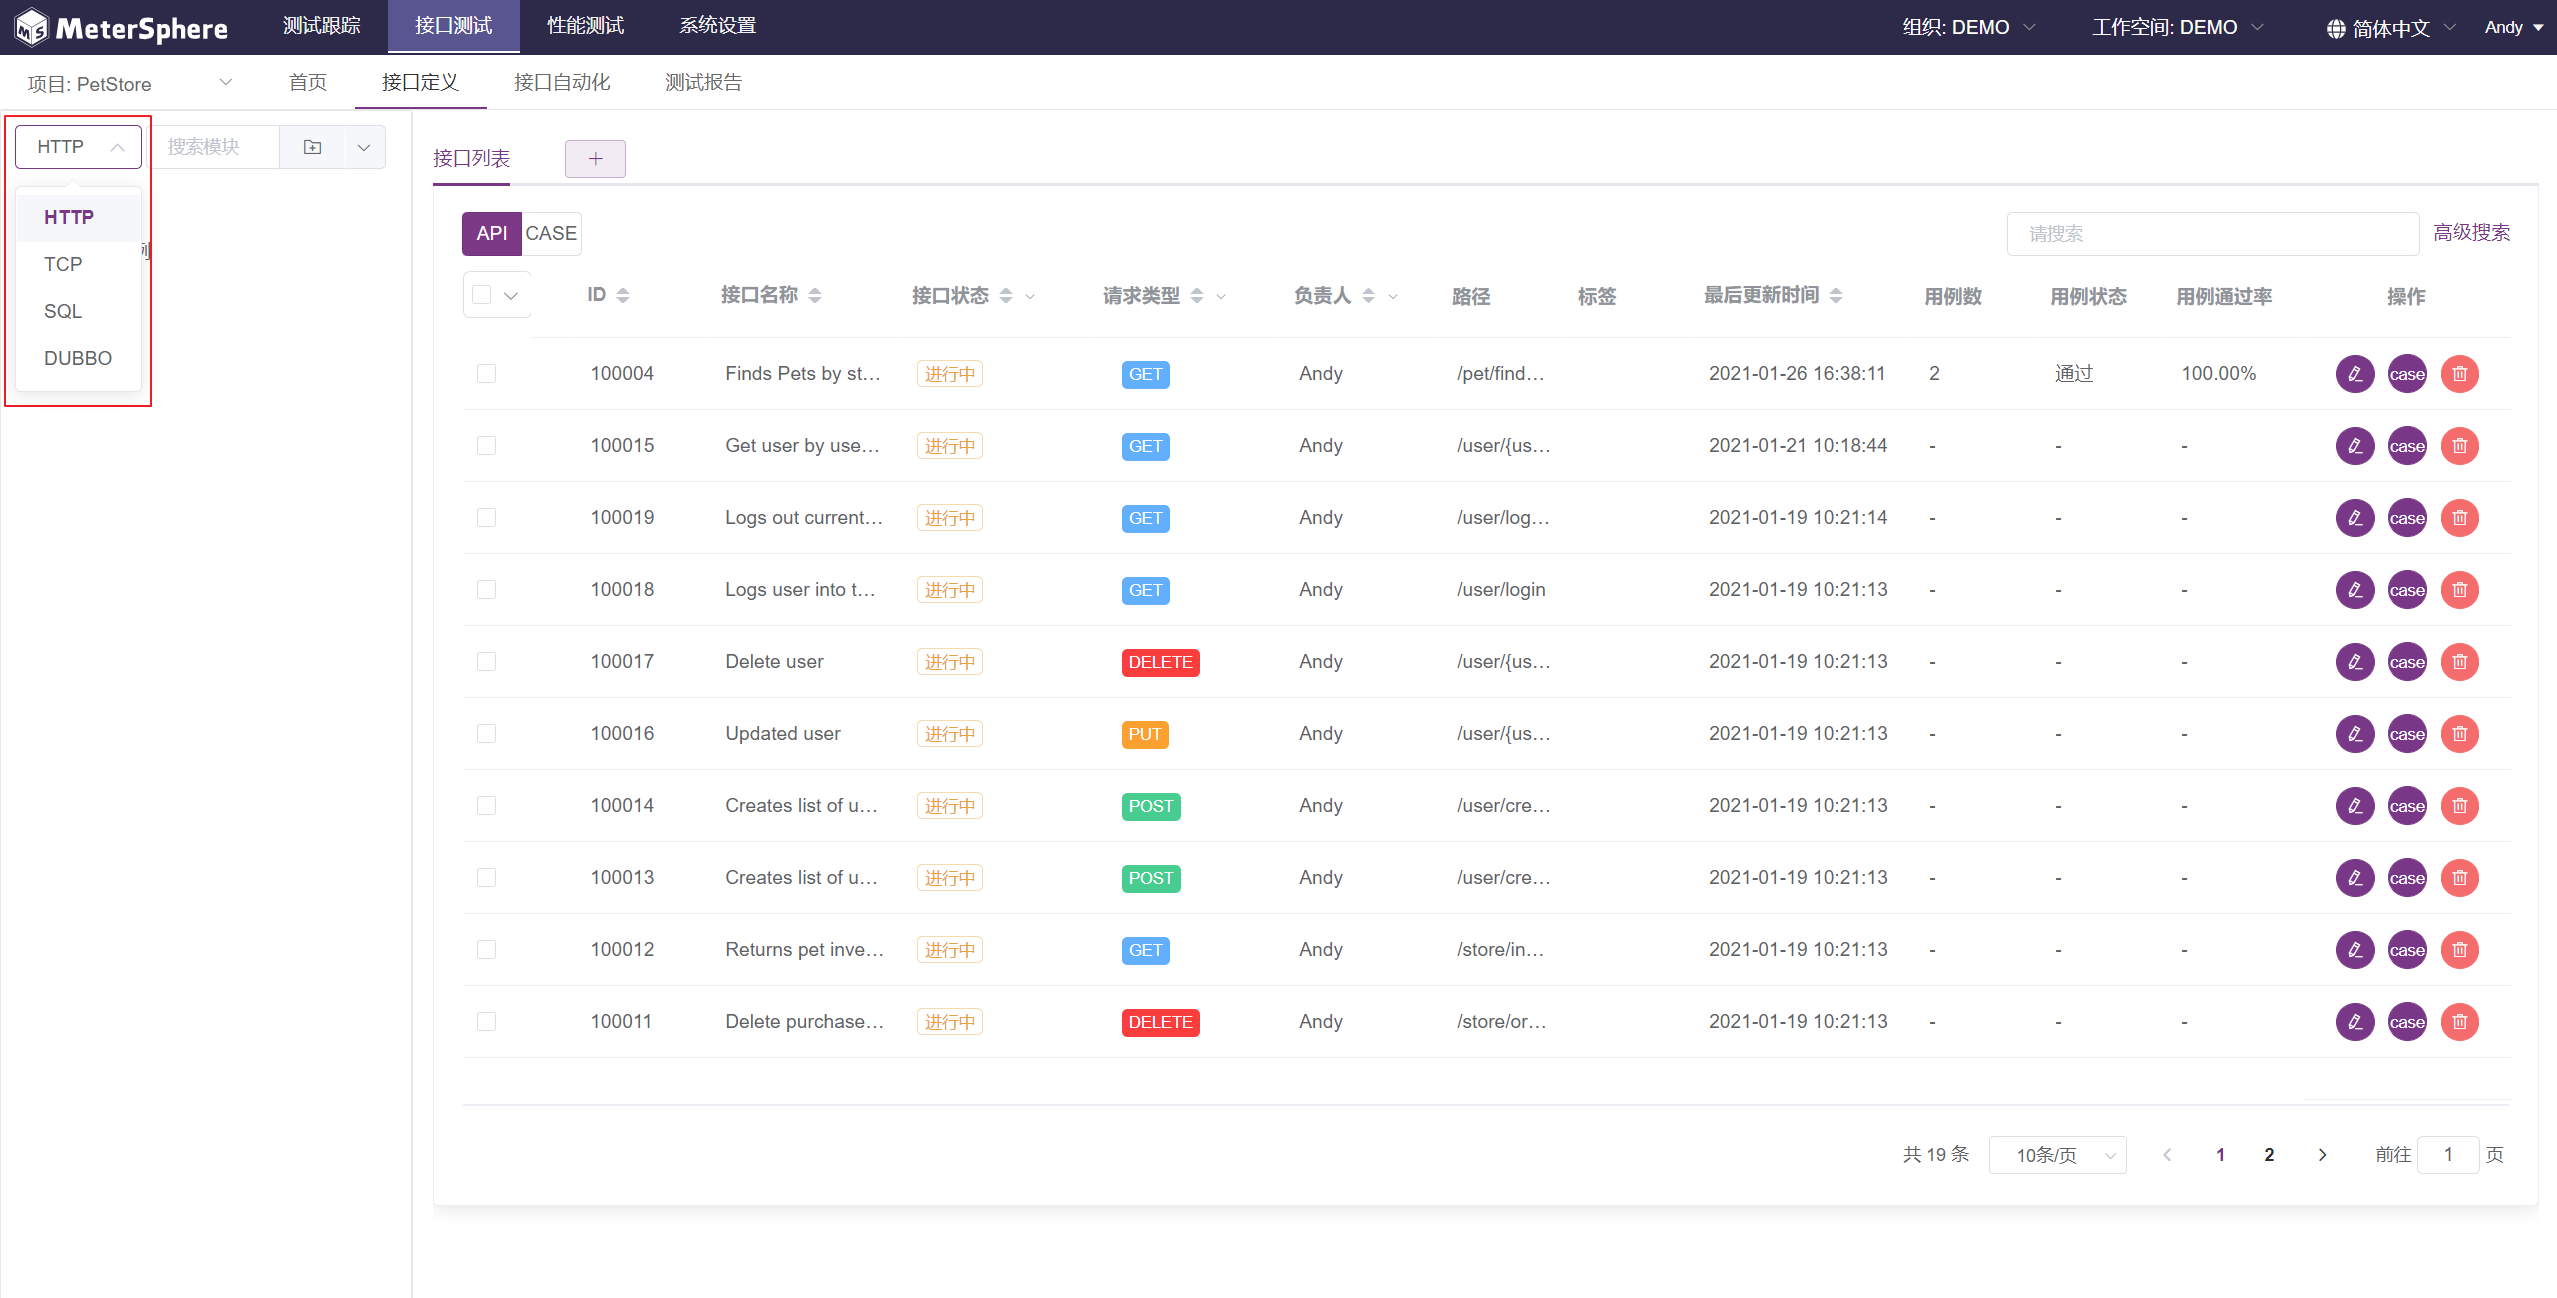 MeterSphere 测试跟踪 接口测试 性能测试 系统设置 组织: DEMO 工作空间: DEMO 简体中文 Andy
项目: PetStore 首页 接口定义 接口自动化 测试报告
HTTP 搜索模块
HTTP
TCP
SQL
DUBBO
例
接口列表 +
API CASE 请搜索 高级搜索
ID 接口名称 接口状态 请求类型 负责人 路径 标签 最后更新时间 用例数 用例状态 用例通过率 操作
100004 Finds Pets by st... 进行中 GET Andy /pet/find... 2021-01-26 16:38:11 2 通过 100.00% case
100015 Get user by use... 进行中 GET Andy /user/{us... 2021-01-21 10:18:44 - - - case
100019 Logs out current... 进行中 GET Andy /user/log... 2021-01-19 10:21:14 - - - case
100018 Logs user into t... 进行中 GET Andy /user/login 2021-01-19 10:21:13 - - - case
100017 Delete user 进行中 DELETE Andy /user/{us... 2021-01-19 10:21:13 - - - case
100016 Updated user 进行中 PUT Andy /user/{us... 2021-01-19 10:21:13 - - - case
100014 Creates list of u... 进行中 POST Andy /user/cre... 2021-01-19 10:21:13 - - - case
100013 Creates list of u... 进行中 POST Andy /user/cre... 2021-01-19 10:21:13 - - - case
100012 Returns pet inve... 进行中 GET Andy /store/in... 2021-01-19 10:21:13 - - - case
100011 Delete purchase... 进行中 DELETE Andy /store/or... 2021-01-19 10:21:13 - - - case
共 19 条 10条/页 1 2 前往 1 页